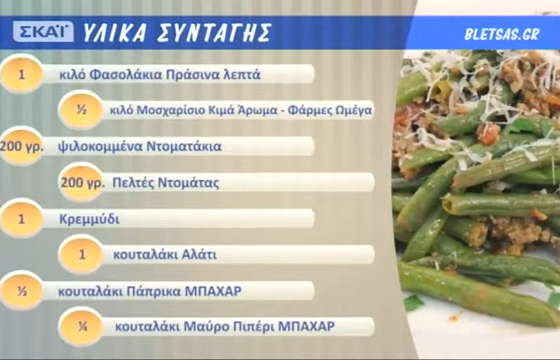 ΣΚΑΪ ΥΛΙΚΑ ΣΥΝΤΑΓΗΣ BLETSAS.GR
1 κιλό Φασολάκια Πράσινα λεπτά
½ κιλό Μοσχαρίσιο Κιμά Άρωμα - Φάρμες Ωμέγα
200 γρ. ψιλοκομμένα Ντοματάκια
200 γρ. Πελτές Ντομάτας
1 Κρεμμύδι
1 κουταλάκι Αλάτι
½ κουταλάκι Πάπρικα ΜΠΑΧΑΡ
¼ κουταλάκι Μαύρο Πιπέρι ΜΠΑΧΑΡ